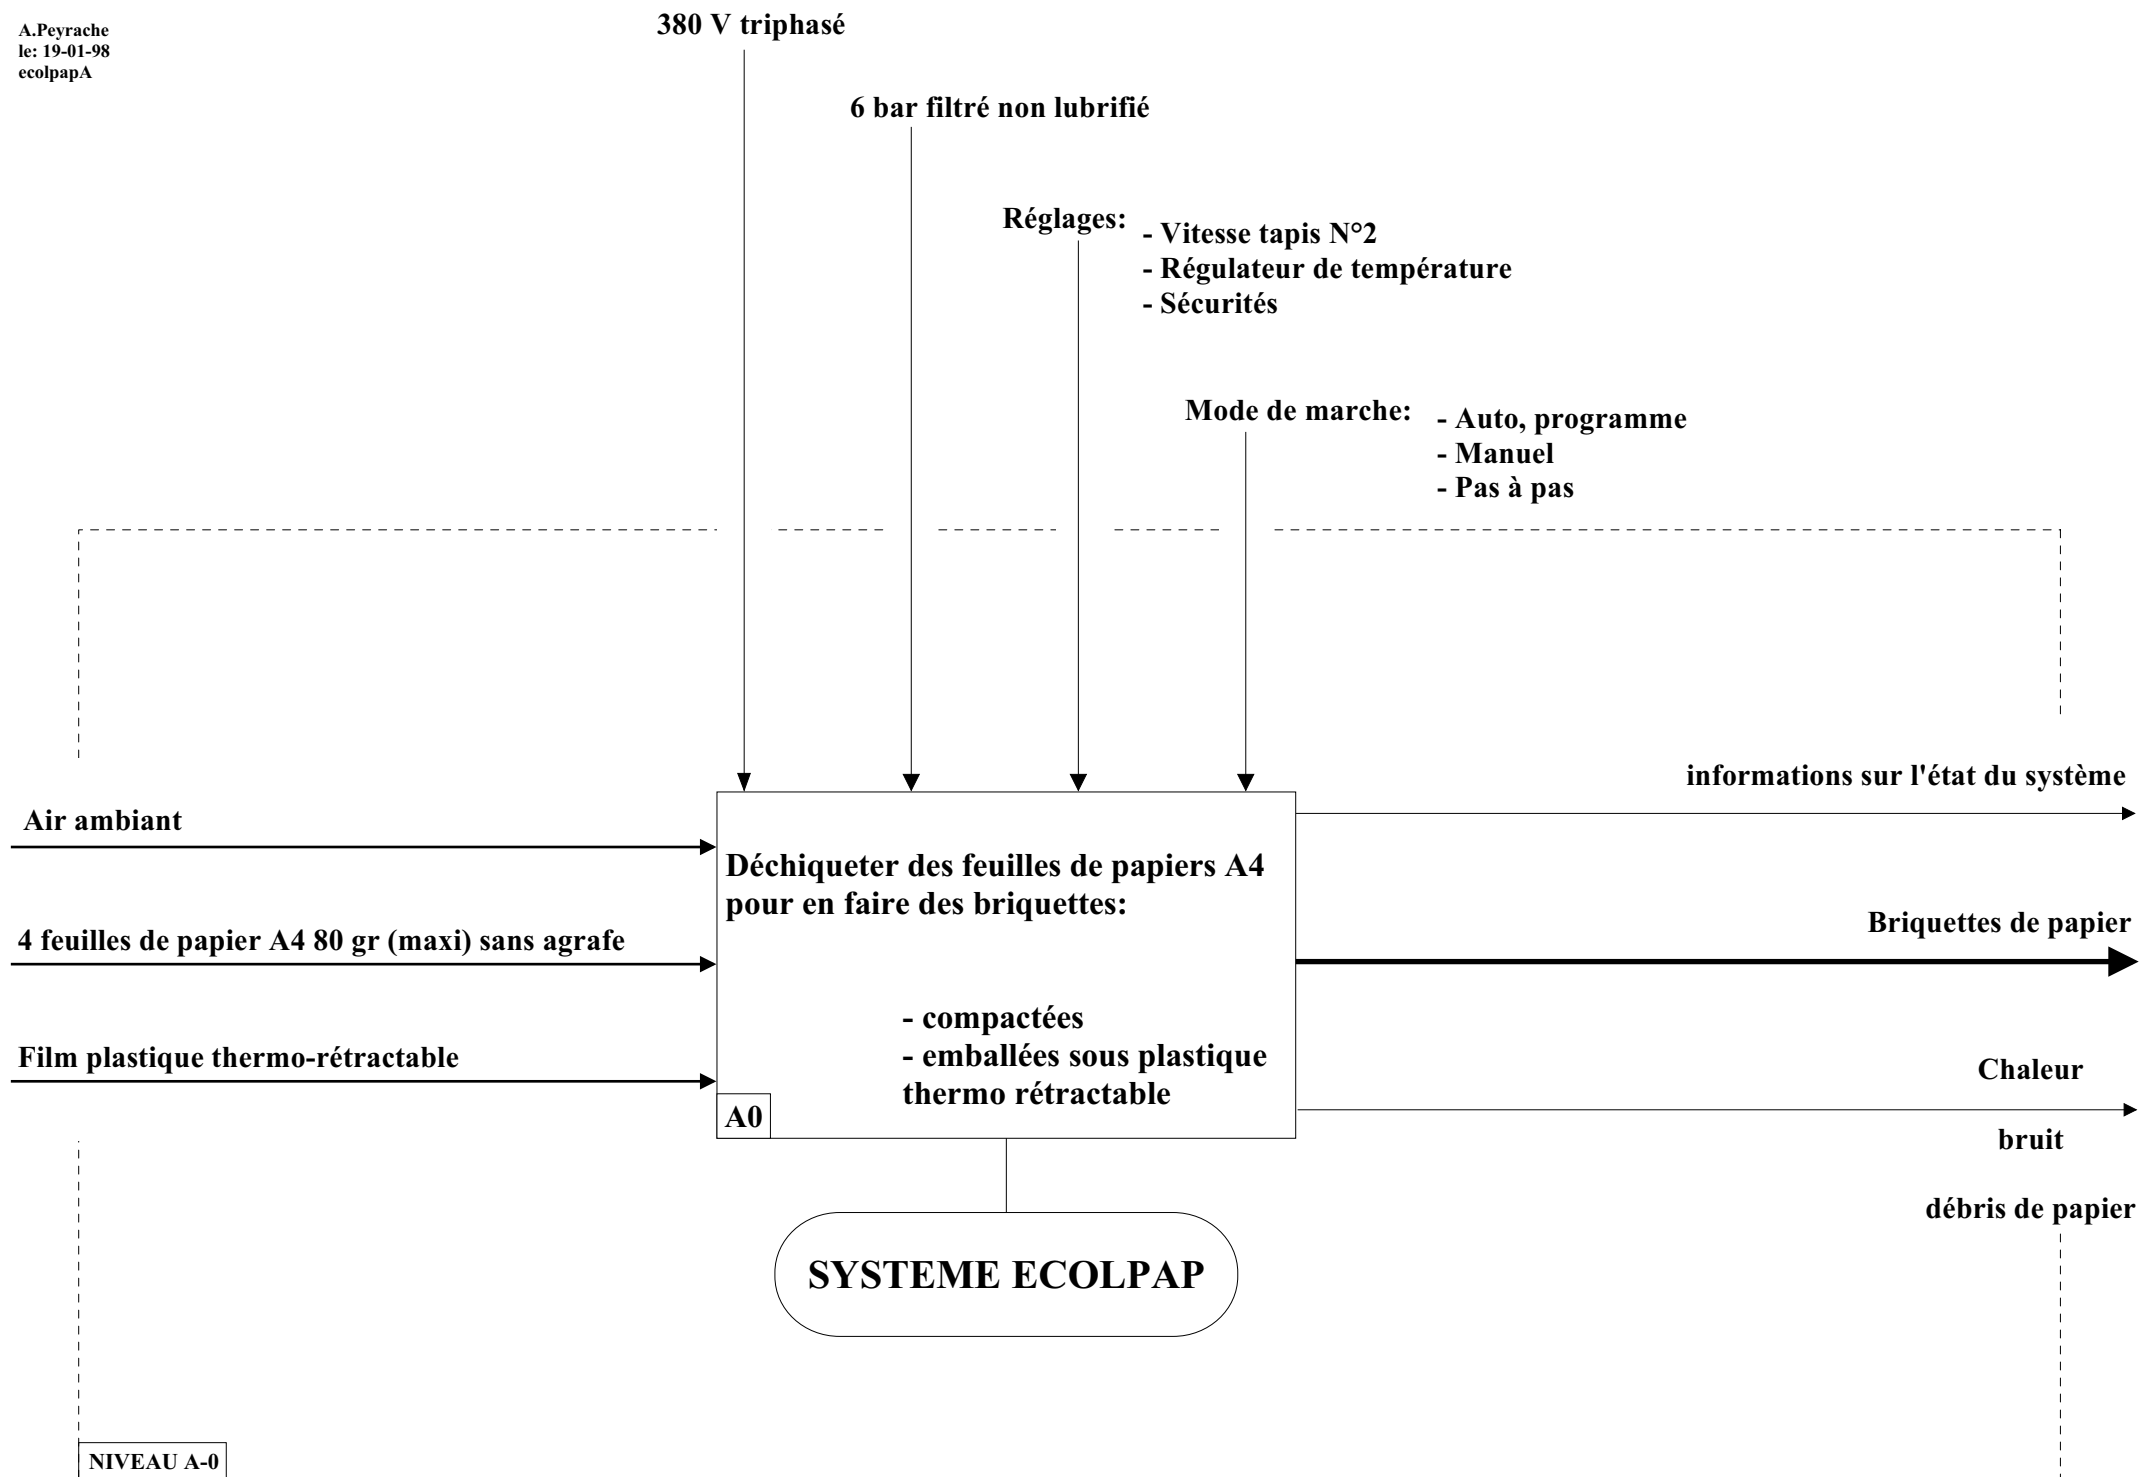 A.Peyrache
le: 19-01-98
ecolpapA
380 V triphasé
6 bar filtré non lubrifié
Réglages:
- Vitesse tapis N°2
- Régulateur de température
- Sécurités
Mode de marche:
- Auto, programme
- Manuel
- Pas à pas
informations sur l'état du système
Air ambiant
Déchiqueter des feuilles de papiers A4
pour en faire des briquettes:
Briquettes de papier
4 feuilles de papier A4 80 gr (maxi) sans agrafe
- compactées
- emballées sous plastique
thermo rétractable
Film plastique thermo-rétractable
Chaleur
A0
bruit
débris de papier
SYSTEME ECOLPAP
NIVEAU A-0